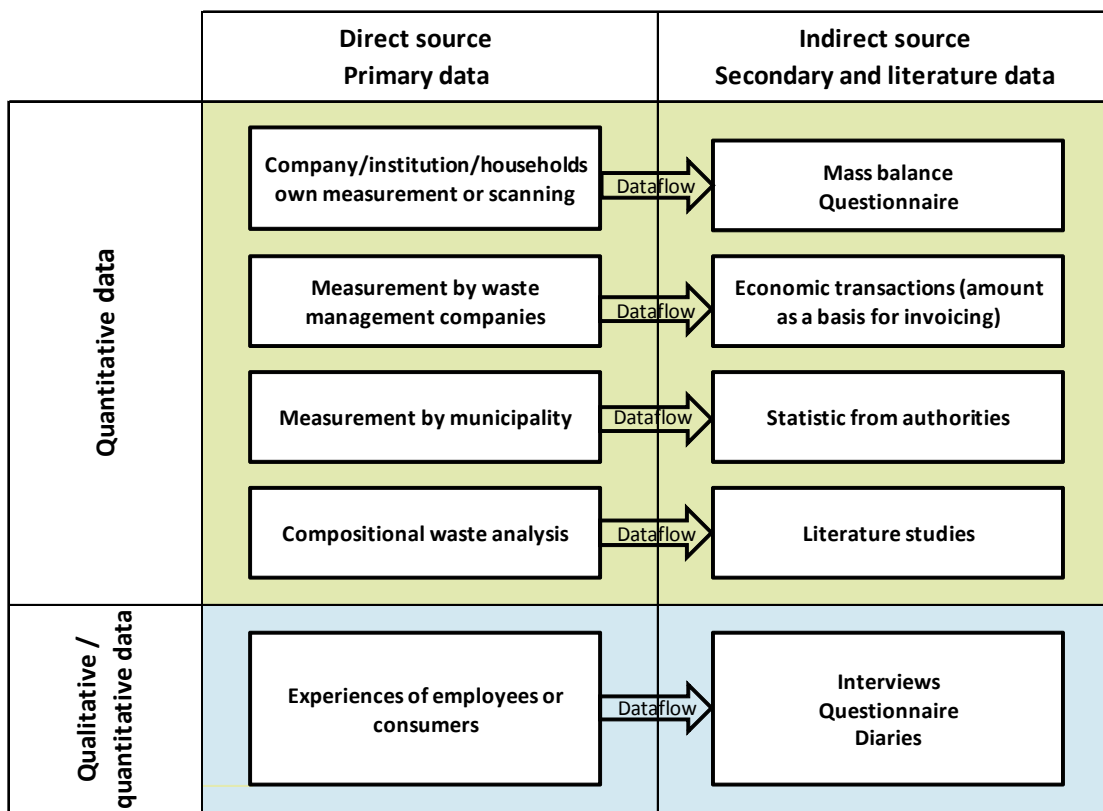 Direct source
Primary data
Indirect source
Secondary and literature data
Quantitative data
Company/institution/households
own measurement or scanning
Dataflow
Mass balance
Questionnaire
Measurement by waste
management companies
Dataflow
Economic transactions (amount
as a basis for invoicing)
Measurement by municipality
Dataflow
Statistic from authorities
Compositional waste analysis
Dataflow
Literature studies
Qualitative /
quantitative data
Experiences of employees or
consumers
Dataflow
Interviews
Questionnaire
Diaries